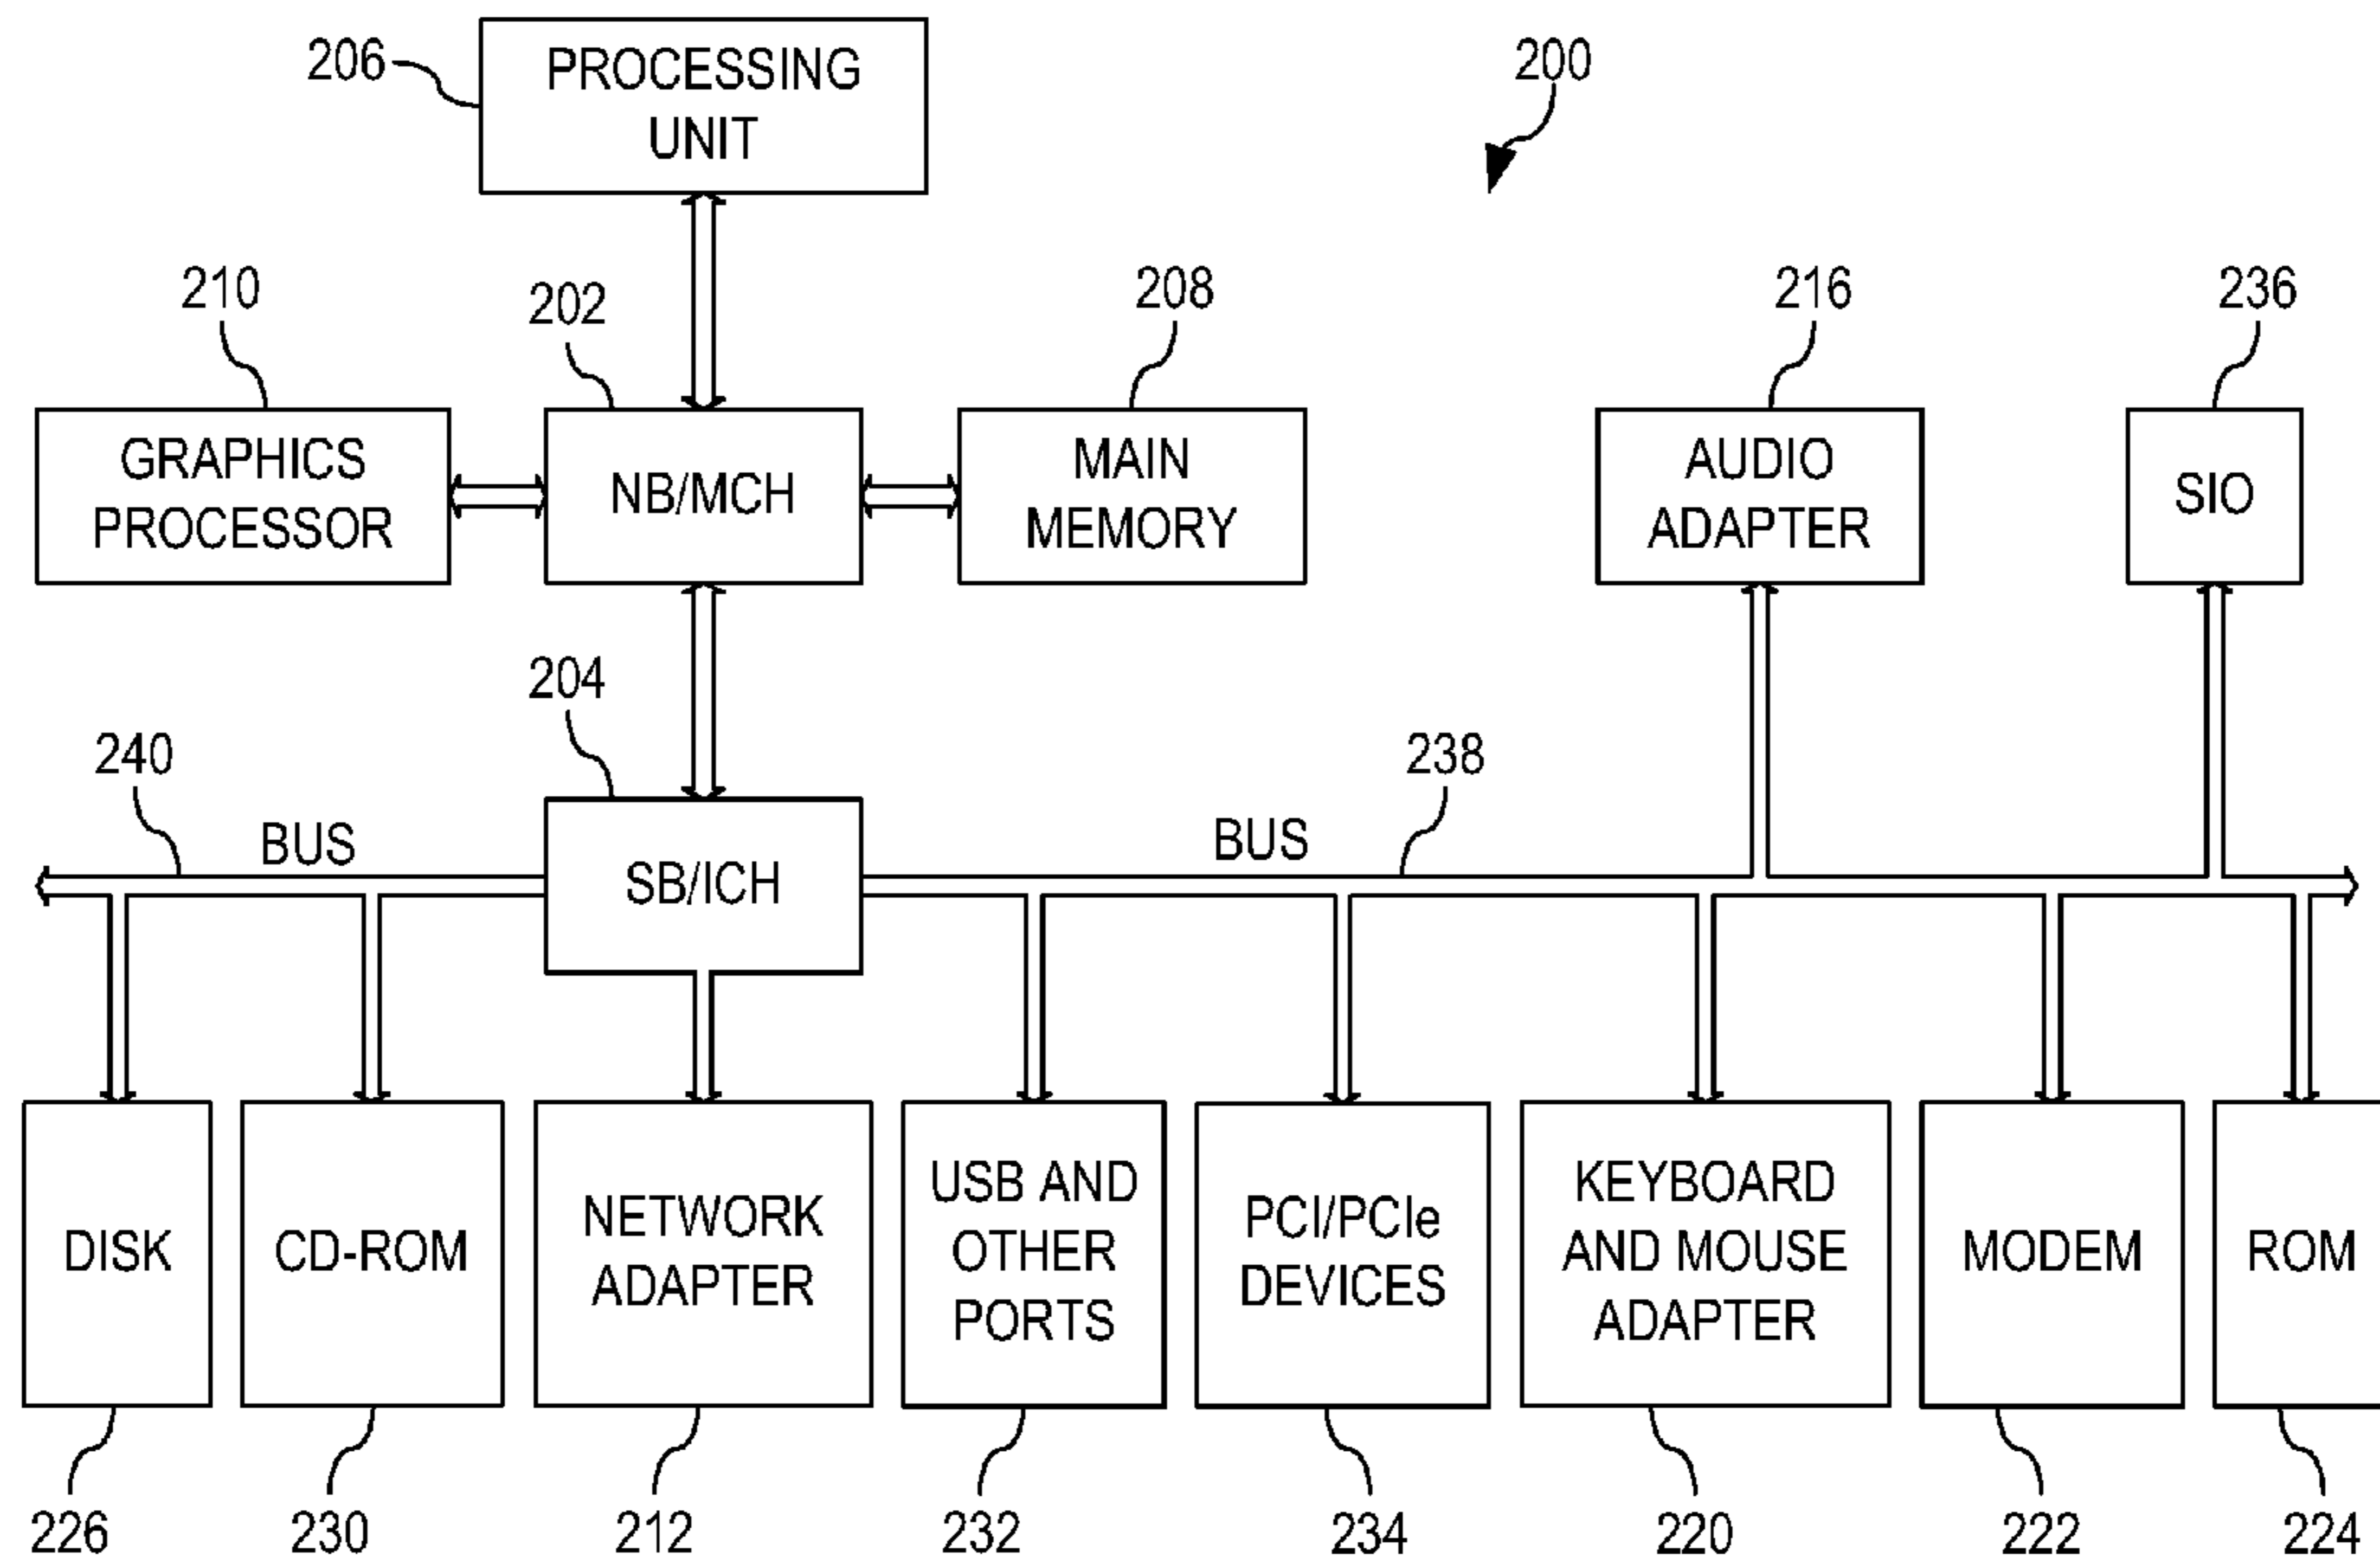 206
PROCESSING
UNIT
200
210
202
208
216
236
GRAPHICS
PROCESSOR
NB/MCH
MAIN
MEMORY
AUDIO
ADAPTER
SIO
204
240
238
BUS
SB/ICH
BUS
DISK
CD-ROM
NETWORK
ADAPTER
USB AND
OTHER
PORTS
PCI/PCIe
DEVICES
KEYBOARD
AND MOUSE
ADAPTER
MODEM
ROM
226
230
212
232
234
220
222
224